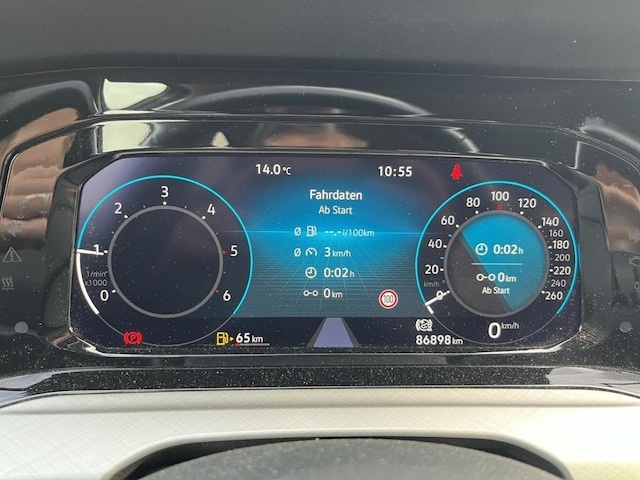 14.0 °C
10:55
Fahrdaten
Ab Start
Ø --,-l/100km
Ø 3 km/h
0:02 h
0 km
100
0 1 2 3 4 5 6
1/min
x1000
0 20 40 60 80 100 120 140 160 180 200 220 260
0:02 h
0 km
Ab Start
0 km/h
P
65 km
86898 km